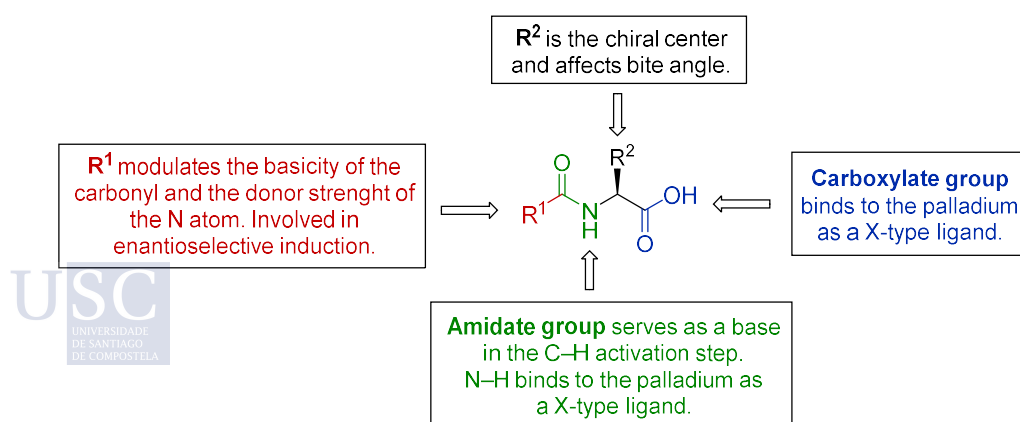 R² is the chiral center
and affects bite angle.
R¹ modulates the basicity of the
carbonyl and the donor strenght of
the N atom. Involved in
enantioselective induction.
O
R²
R¹
N
H
OH
O
Carboxylate group
binds to the palladium
as a X-type ligand.
Amidate group serves as a base
in the C–H activation step.
N–H binds to the palladium as
a X-type ligand.
USC
UNIVERSIDADE
DE SANTIAGO
DE COMPOSTELA